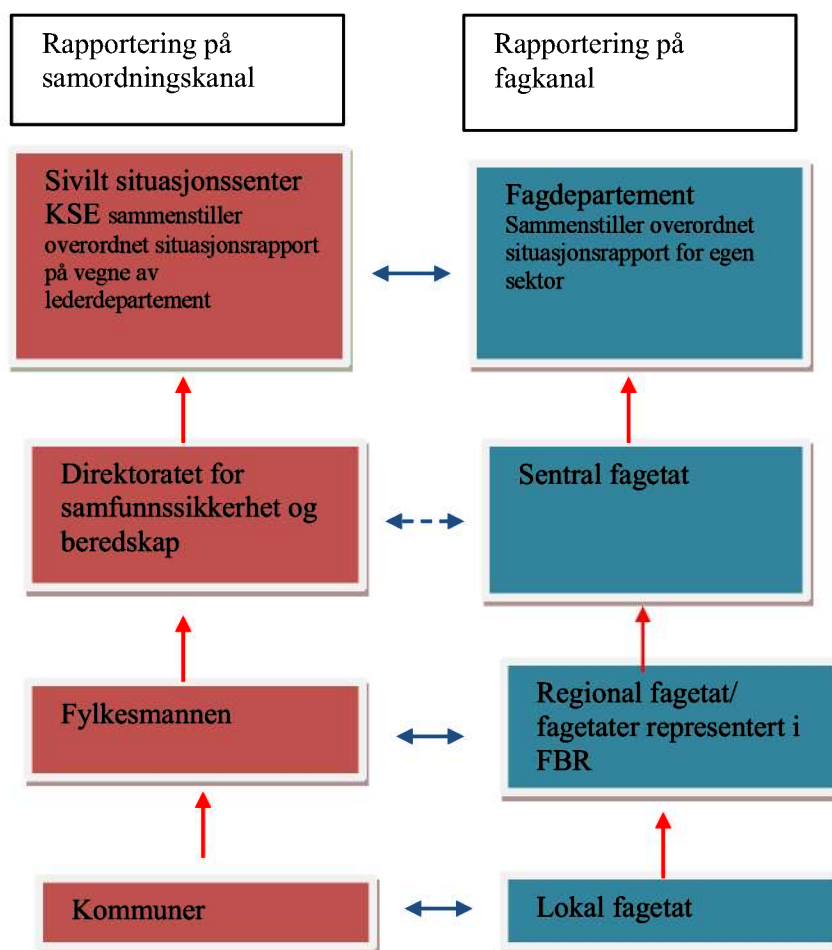 Rapportering på
samordningskanal
Rapportering på
fagkanal
Sivilt situasjonssenter
KSE sammenstiller
overordnet situasjonsrapport
på vegne av
lederdepartement
Fagdepartement
Sammenstiller overordnet
situasjonsrapport for egen
sektor
Direktoratet for
samfunnssikkerhet og
beredskap
Sentral fagetat
Fylkesmannen
Regional fagetat/
fagetater representert i
FBR
Kommuner
Lokal fagetat